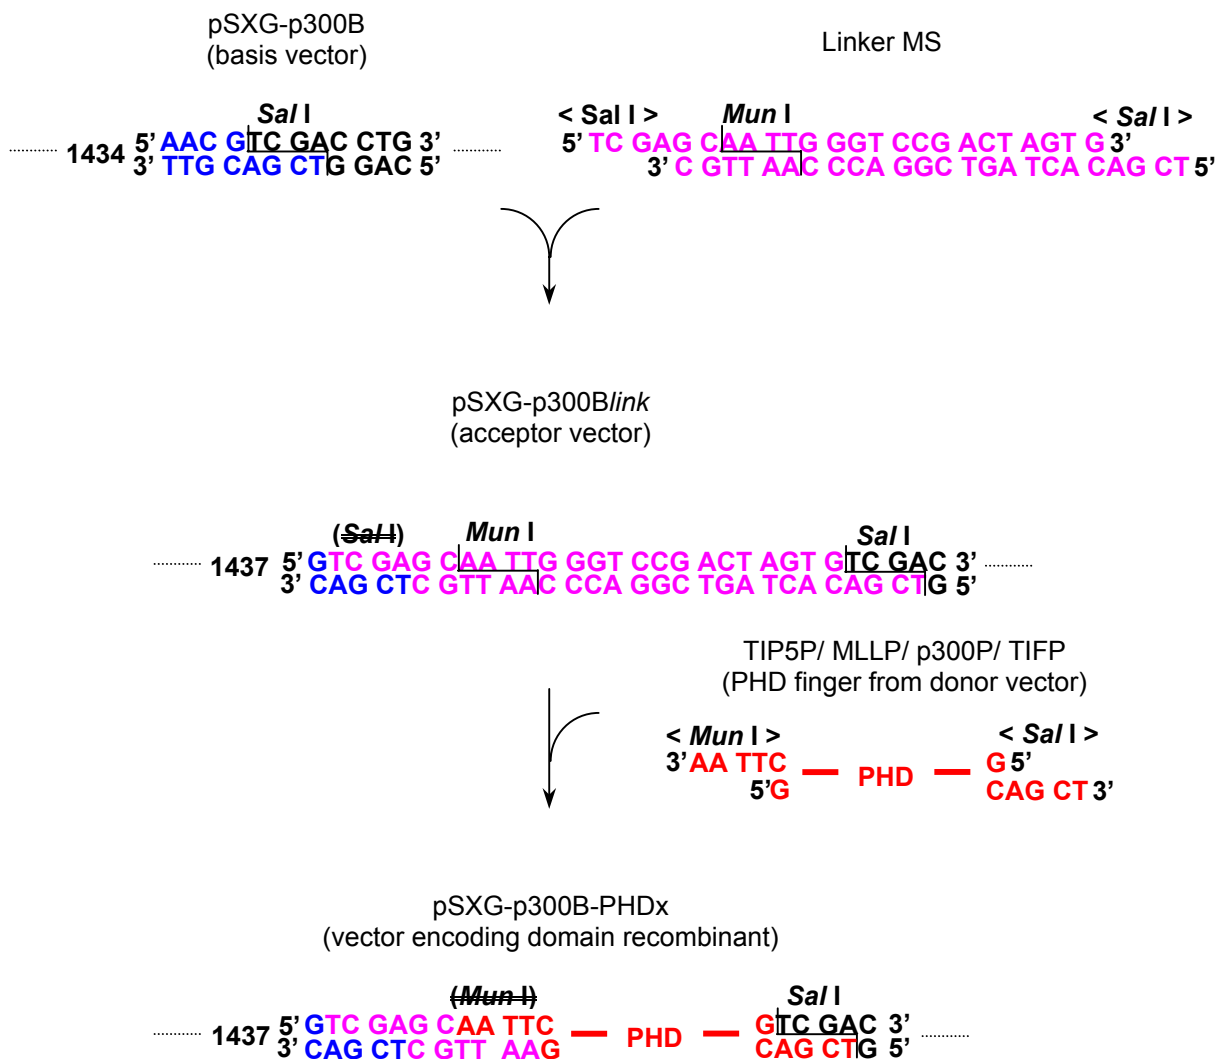 pSXG-p300B
(basis vector)
Linker MS
Sal I
............ 1434 5’ AAC GTC GAC CTG 3’ ............
3’ TTG CAGCTG GAC 5’
< Sal I > Mun I < Sal I >
5’ TC GAG CAA TTG GGT CCG ACT AGT G 3’
3’ C GTT AAC CCA GGC TGA TCA CAG CT 5’
pSXG-p300Blink
(acceptor vector)
(Sal I) Mun I Sal I
............ 1437 5’ GTC GAG CAA TTG GGT CCG ACT AGT GTC GAC 3’ ............
3’ CAG CTC GTT AAC CCA GGC TGA TCA CAG CTG 5’
TIP5P/ MLLP/ p300P/ TIFP
(PHD finger from donor vector)
< Mun I > < Sal I >
3’ AA TTC — PHD — G 5’
5’ G CAG CT 3’
pSXG-p300B-PHDx
(vector encoding domain recombinant)
(Mun I) Sal I
............ 1437 5’ GTC GAG CAA TTC — PHD — GTC GAC 3’ ............
3’ CAG CTC GTT AAG CAG CTG 5’